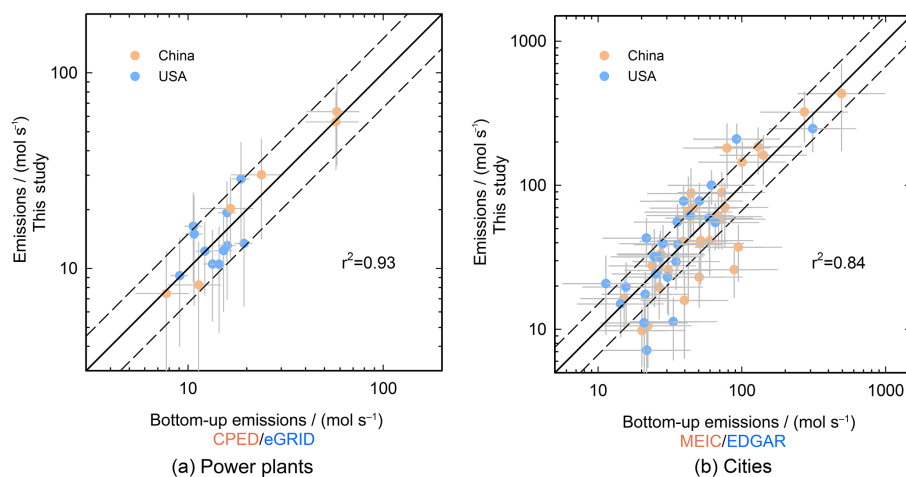 Emissions / (mol s⁻¹)
This study
100
10
China
USA
r²=0.93
10
100
Bottom-up emissions / (mol s⁻¹)
CPED/eGRID
(a) Power plants
Emissions / (mol s⁻¹)
This study
1000
100
10
China
USA
r²=0.84
10
100
1000
Bottom-up emissions / (mol s⁻¹)
MEIC/EDGAR
(b) Cities